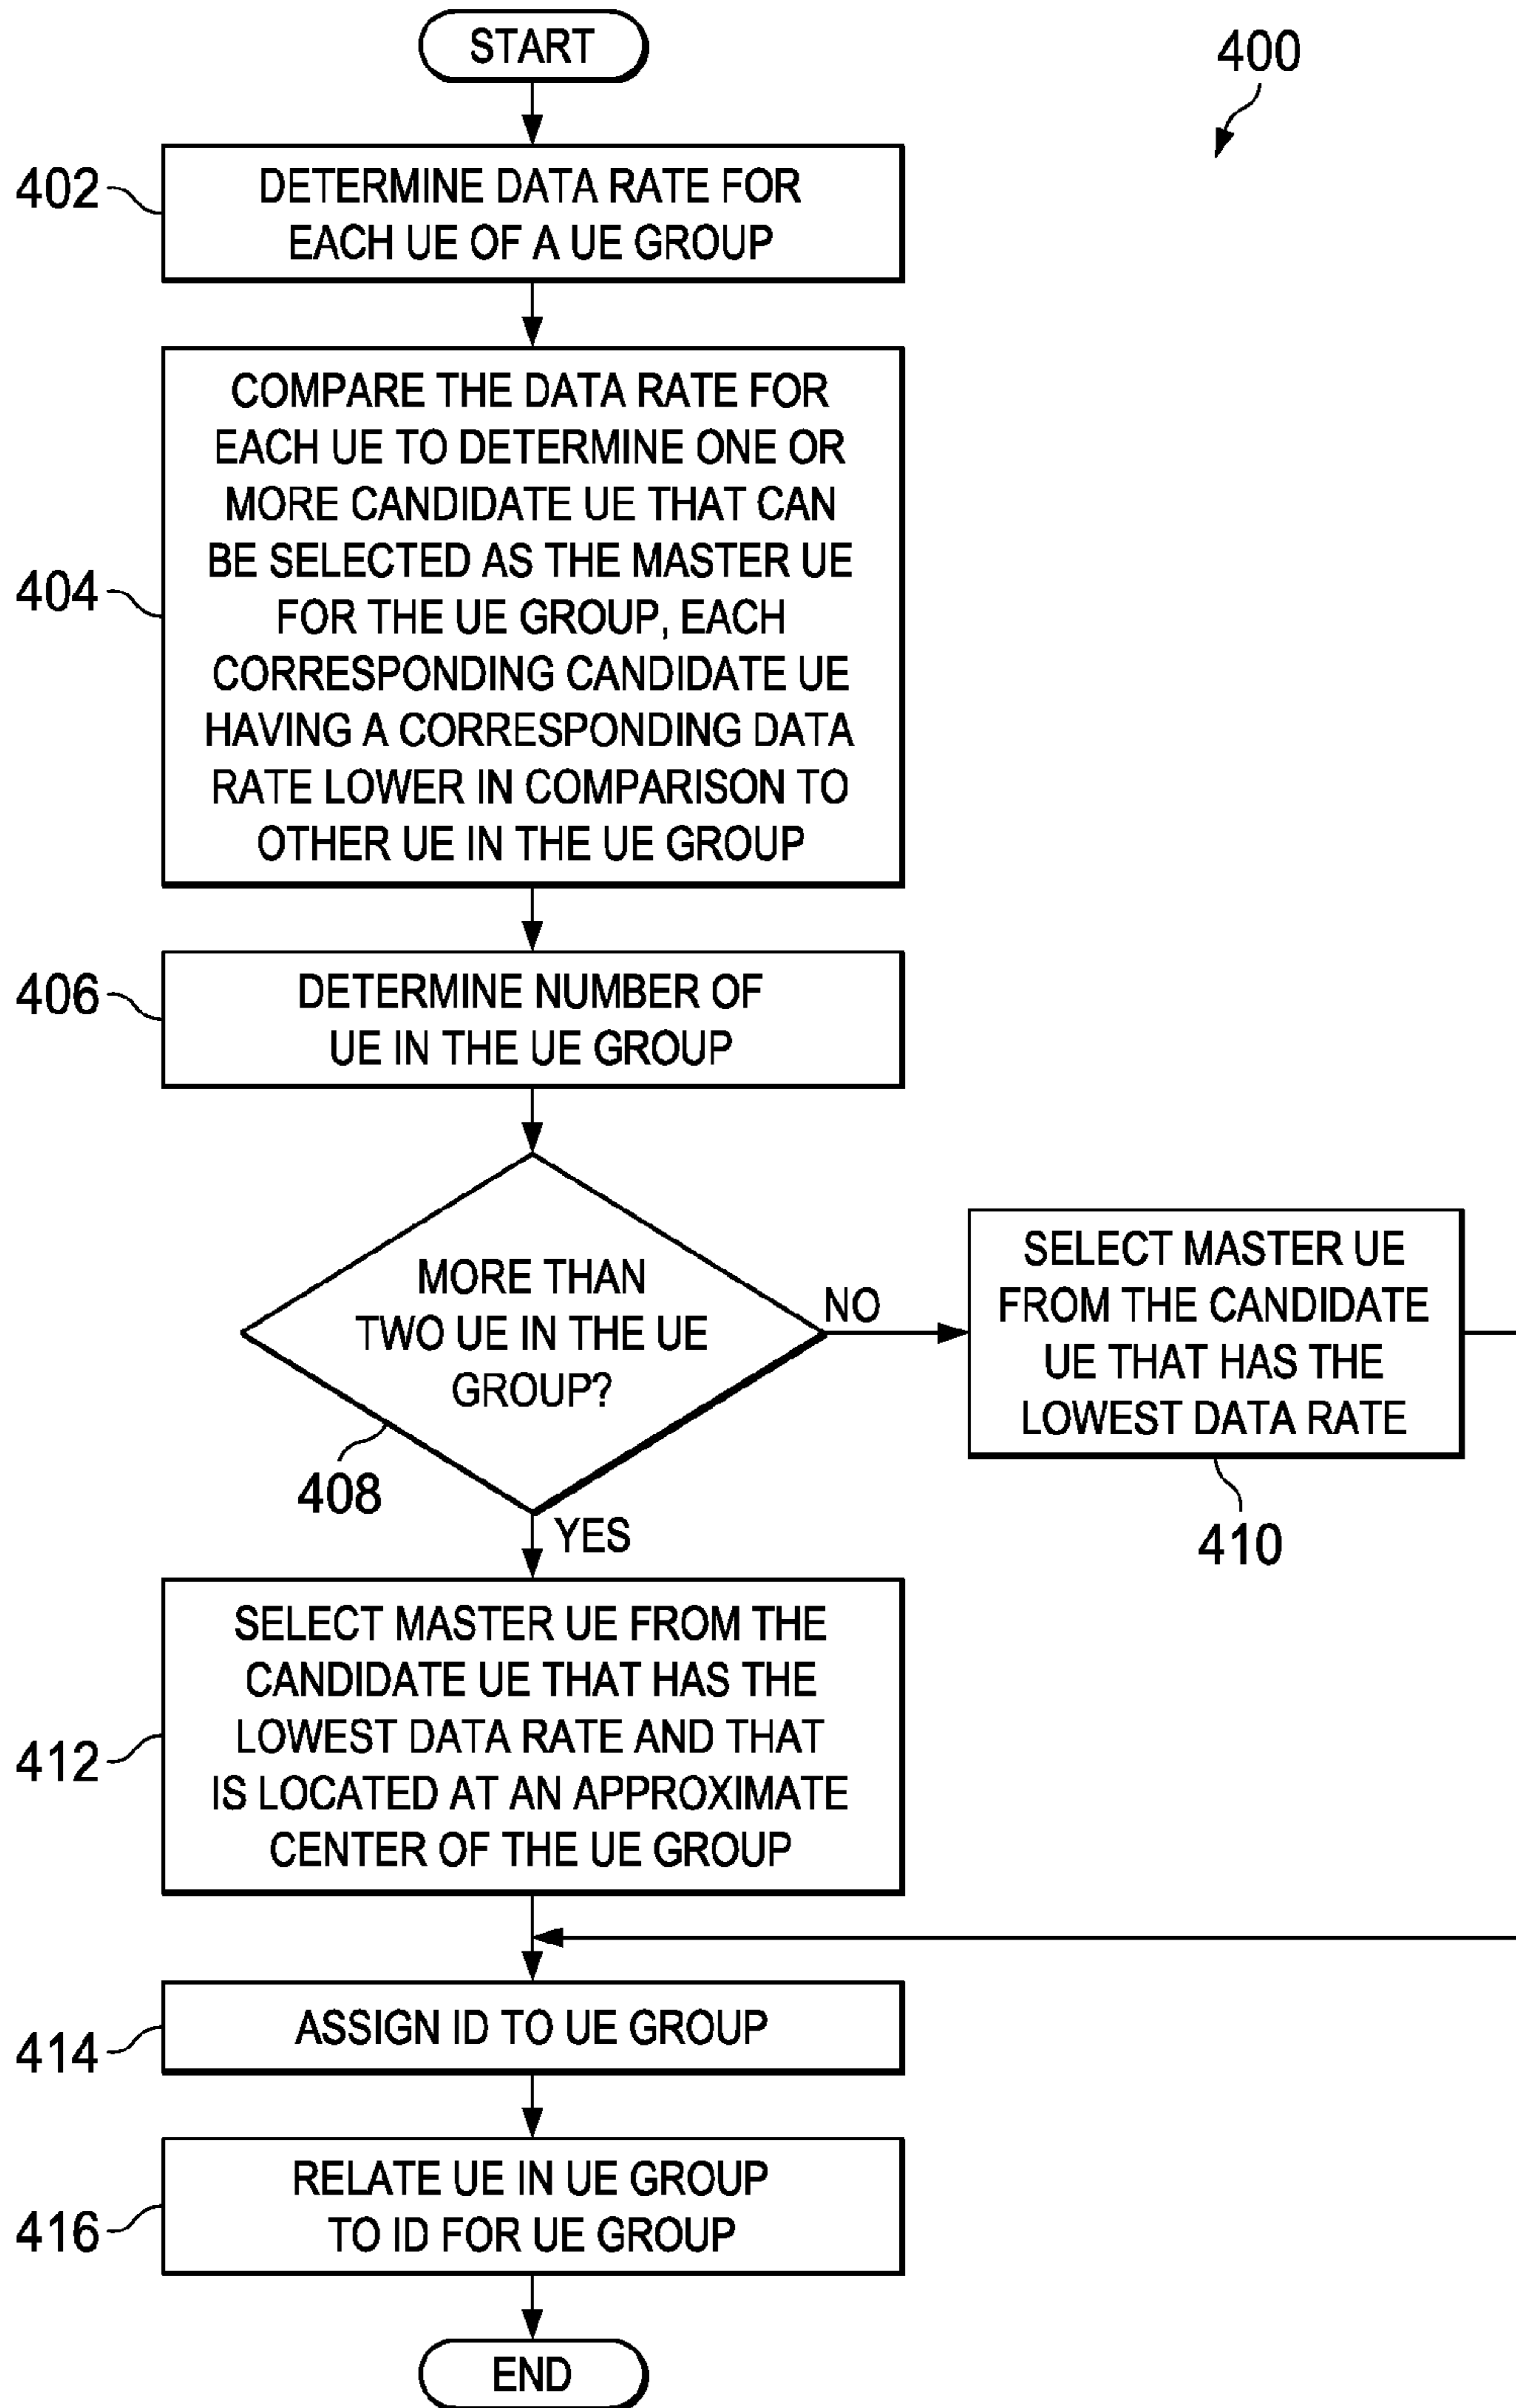 START
400
402
DETERMINE DATA RATE FOR
EACH UE OF A UE GROUP
404
COMPARE THE DATA RATE FOR
EACH UE TO DETERMINE ONE OR
MORE CANDIDATE UE THAT CAN
BE SELECTED AS THE MASTER UE
FOR THE UE GROUP, EACH
CORRESPONDING CANDIDATE UE
HAVING A CORRESPONDING DATA
RATE LOWER IN COMPARISON TO
OTHER UE IN THE UE GROUP
406
DETERMINE NUMBER OF
UE IN THE UE GROUP
MORE THAN
TWO UE IN THE UE
GROUP?
408
NO
SELECT MASTER UE
FROM THE CANDIDATE
UE THAT HAS THE
LOWEST DATA RATE
410
YES
412
SELECT MASTER UE FROM THE
CANDIDATE UE THAT HAS THE
LOWEST DATA RATE AND THAT
IS LOCATED AT AN APPROXIMATE
CENTER OF THE UE GROUP
414
ASSIGN ID TO UE GROUP
416
RELATE UE IN UE GROUP
TO ID FOR UE GROUP
END